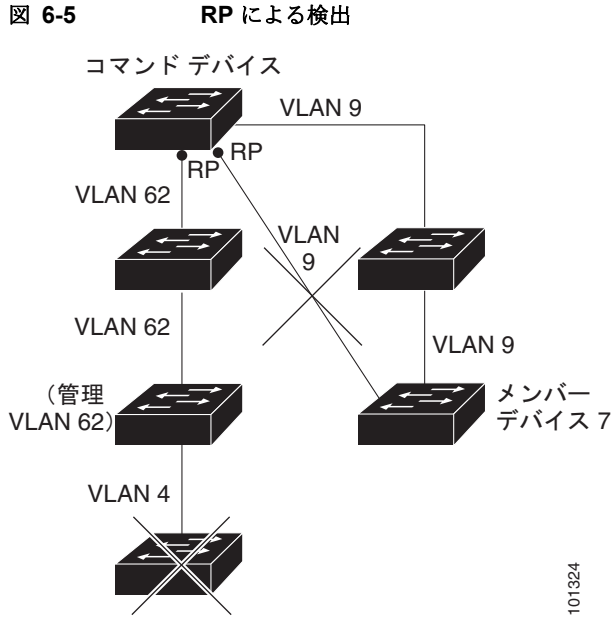 図 6-5 RP による検出
コマンド デバイス
VLAN 9
RP
RP
VLAN 62
VLAN
9
VLAN 62
VLAN 9
（管理
VLAN 62）
メンバー
デバイス 7
VLAN 4
101324